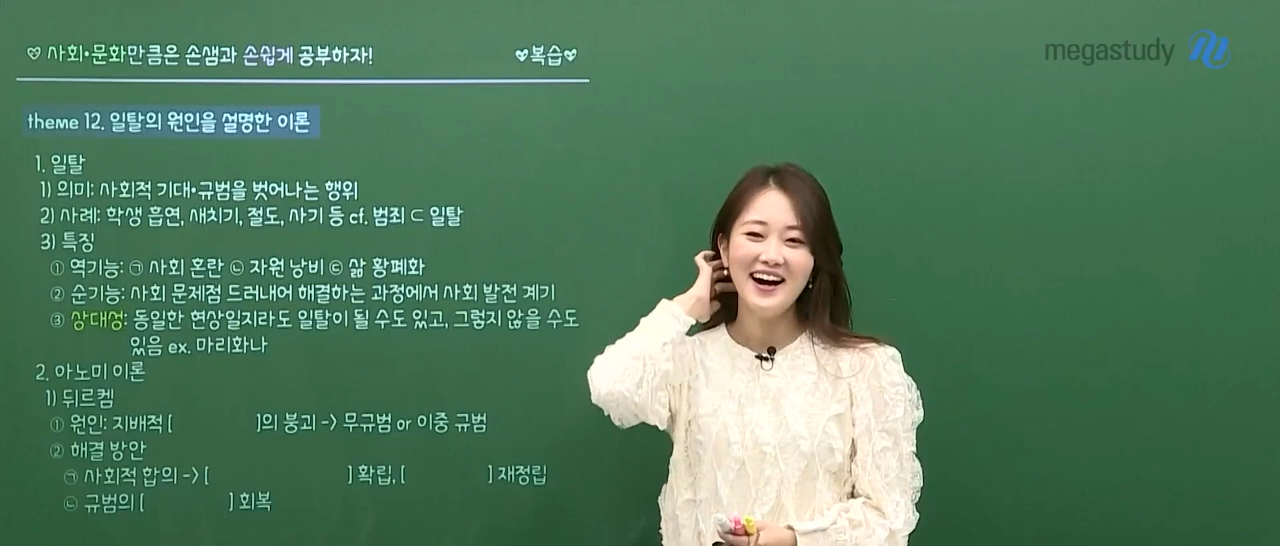 ♡ 사회•문화만큼은 손샘과 손쉽게 공부하자!
♥복습♥
megastudy
theme 12. 일탈의 원인을 설명한 이론
1. 일탈
1) 의미: 사회적 기대•규범을 벗어나는 행위
2) 사례: 학생 흡연, 새치기, 절도, 사기 등 cf. 범죄 ⊂ 일탈
3) 특징
① 역기능: ㉠ 사회 혼란 ㉡ 자원 낭비 ㉢ 삶 황폐화
② 순기능: 사회 문제점 드러내어 해결하는 과정에서 사회 발전 계기
③ 상대성: 동일한 현상일지라도 일탈이 될 수도 있고, 그렇지 않을 수도
있음 ex. 마리화나
2. 아노미 이론
1) 뒤르켐
① 원인: 지배적 [ ]의 붕괴 -> 무규범 or 이중 규범
② 해결 방안
㉠ 사회적 합의 -> [ ] 확립, [ ] 재정립
㉡ 규범의 [ ] 회복